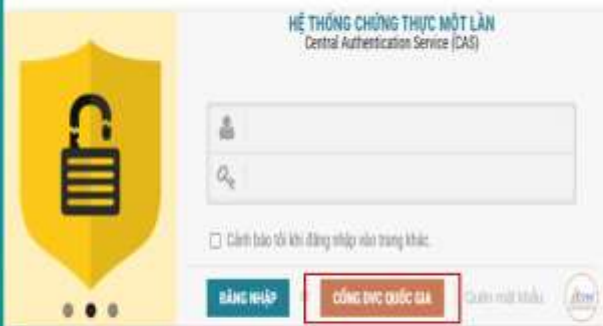 HỆ THỐNG CHỨNG THỰC MỘT LẦN
Central Authentication Service (CAS)
Cảnh báo tôi khi đăng nhập vào trang khác.
ĐĂNG NHẬP
CỔNG DVC QUỐC GIA
Quên mật khẩu